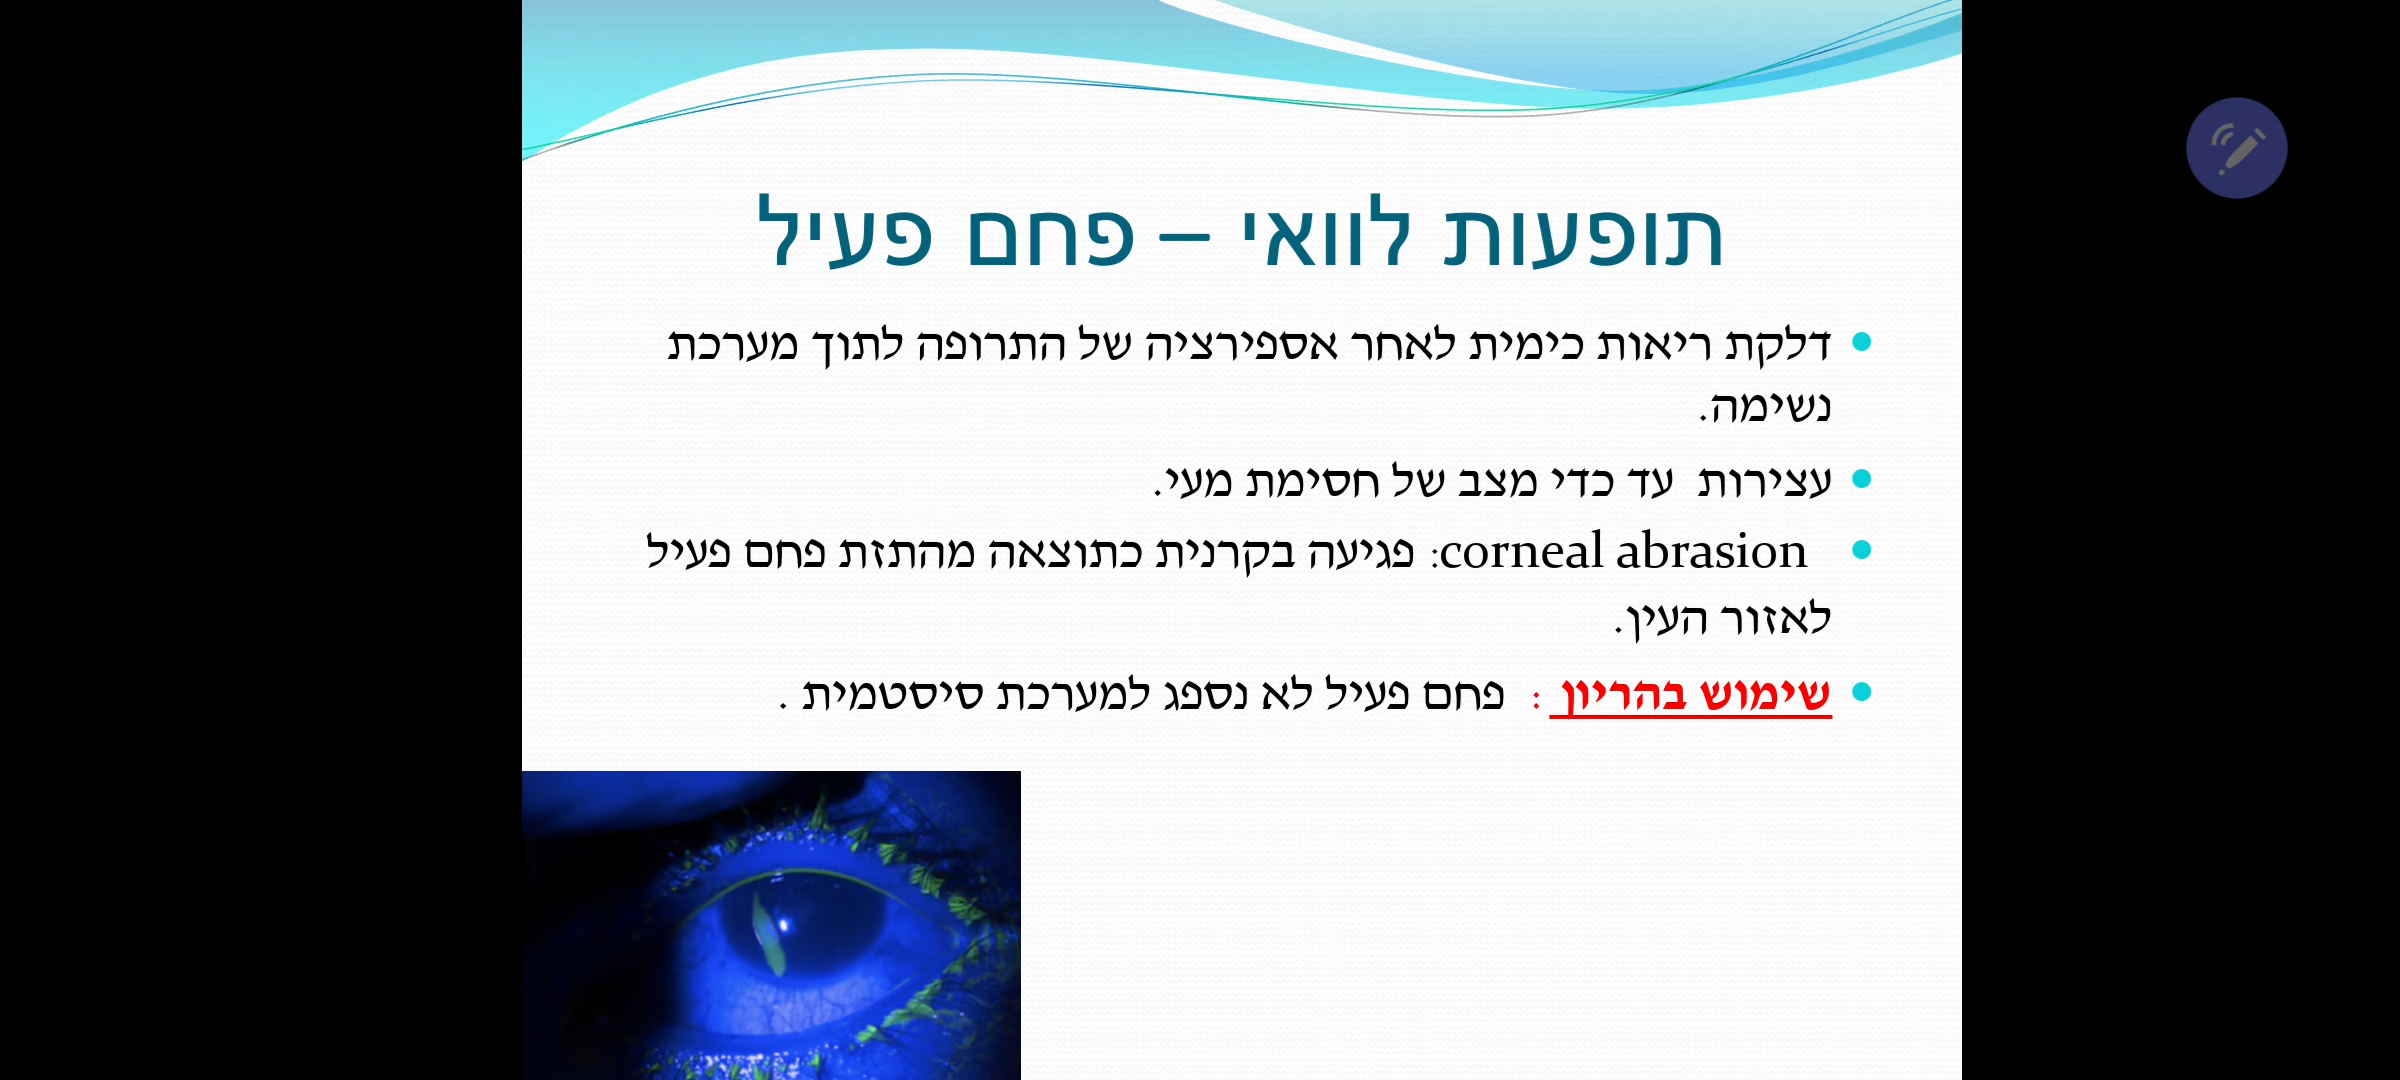 תופעות לוואי – פחם פעיל
דלקת ריאות כימית לאחר אספירציה של התרופה לתוך מערכת
נשימה.
עצירות  עד כדי מצב של חסימת מעי.
corneal abrasion: פגיעה בקרנית כתוצאה מהתזת פחם פעיל
לאזור העין.
שימוש בהריון :  פחם פעיל לא נספג למערכת סיסטמית .